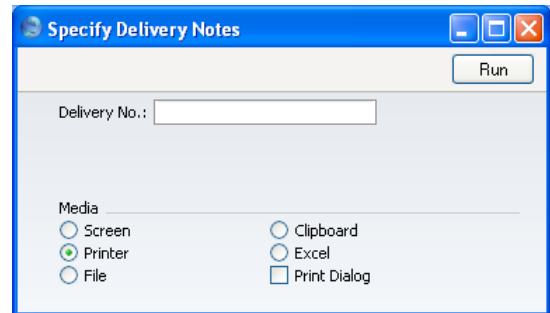 Specify Delivery Notes
Run
Delivery No.:
Media
Screen
Clipboard
Printer
Excel
File
Print Dialog